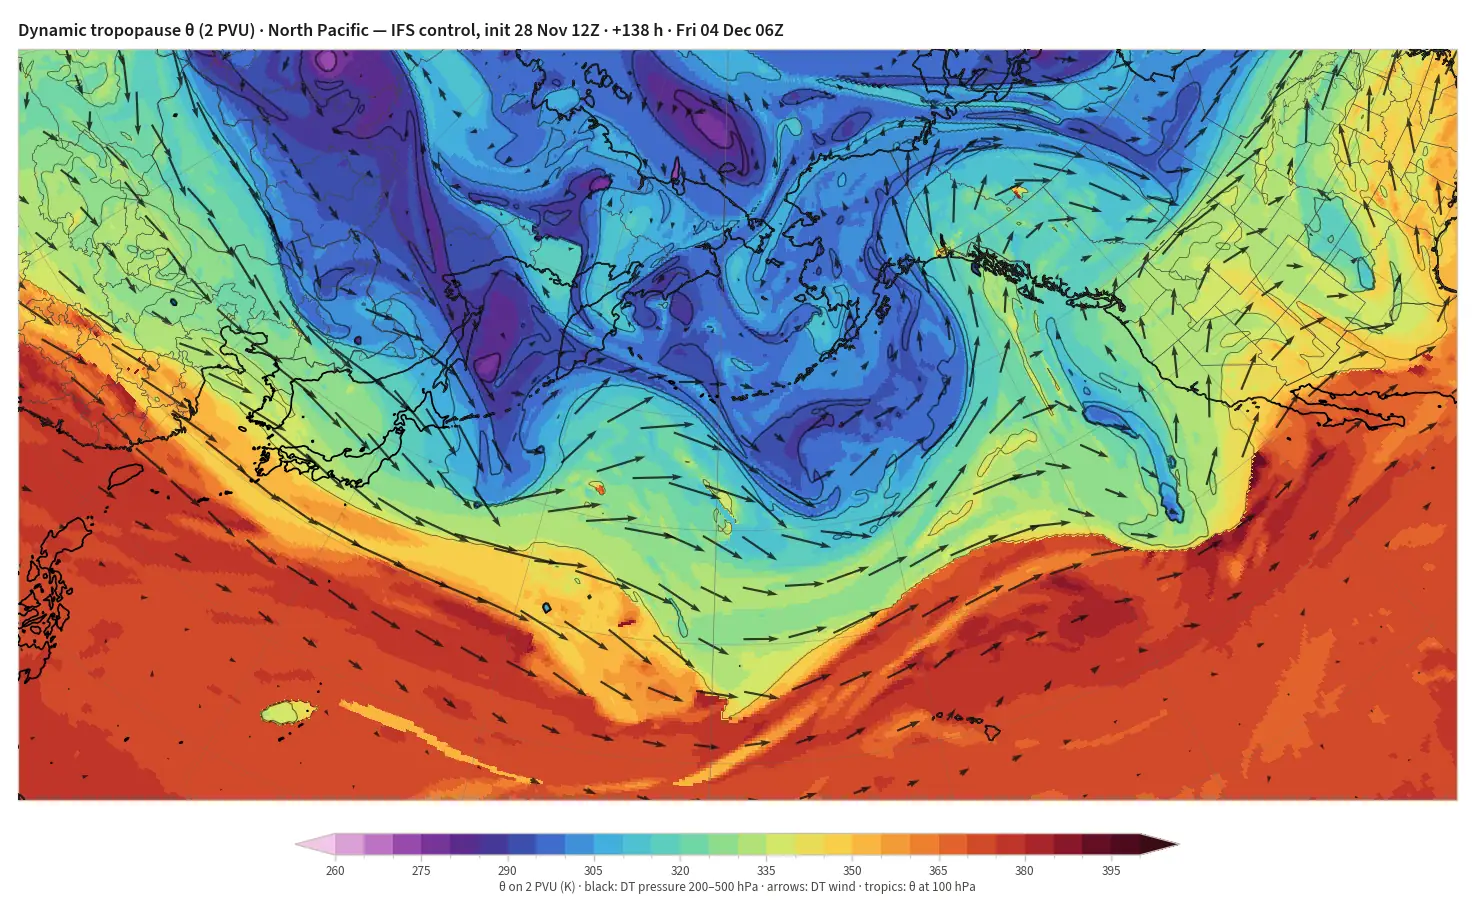 Dynamic tropopause θ (2 PVU) · North Pacific — IFS control, init 28 Nov 12Z · +138 h · Fri 04 Dec 06Z
260 275 290 305 320 335 350 365 380 395
θ on 2 PVU (K) · black: DT pressure 200–500 hPa · arrows: DT wind · tropics: θ at 100 hPa